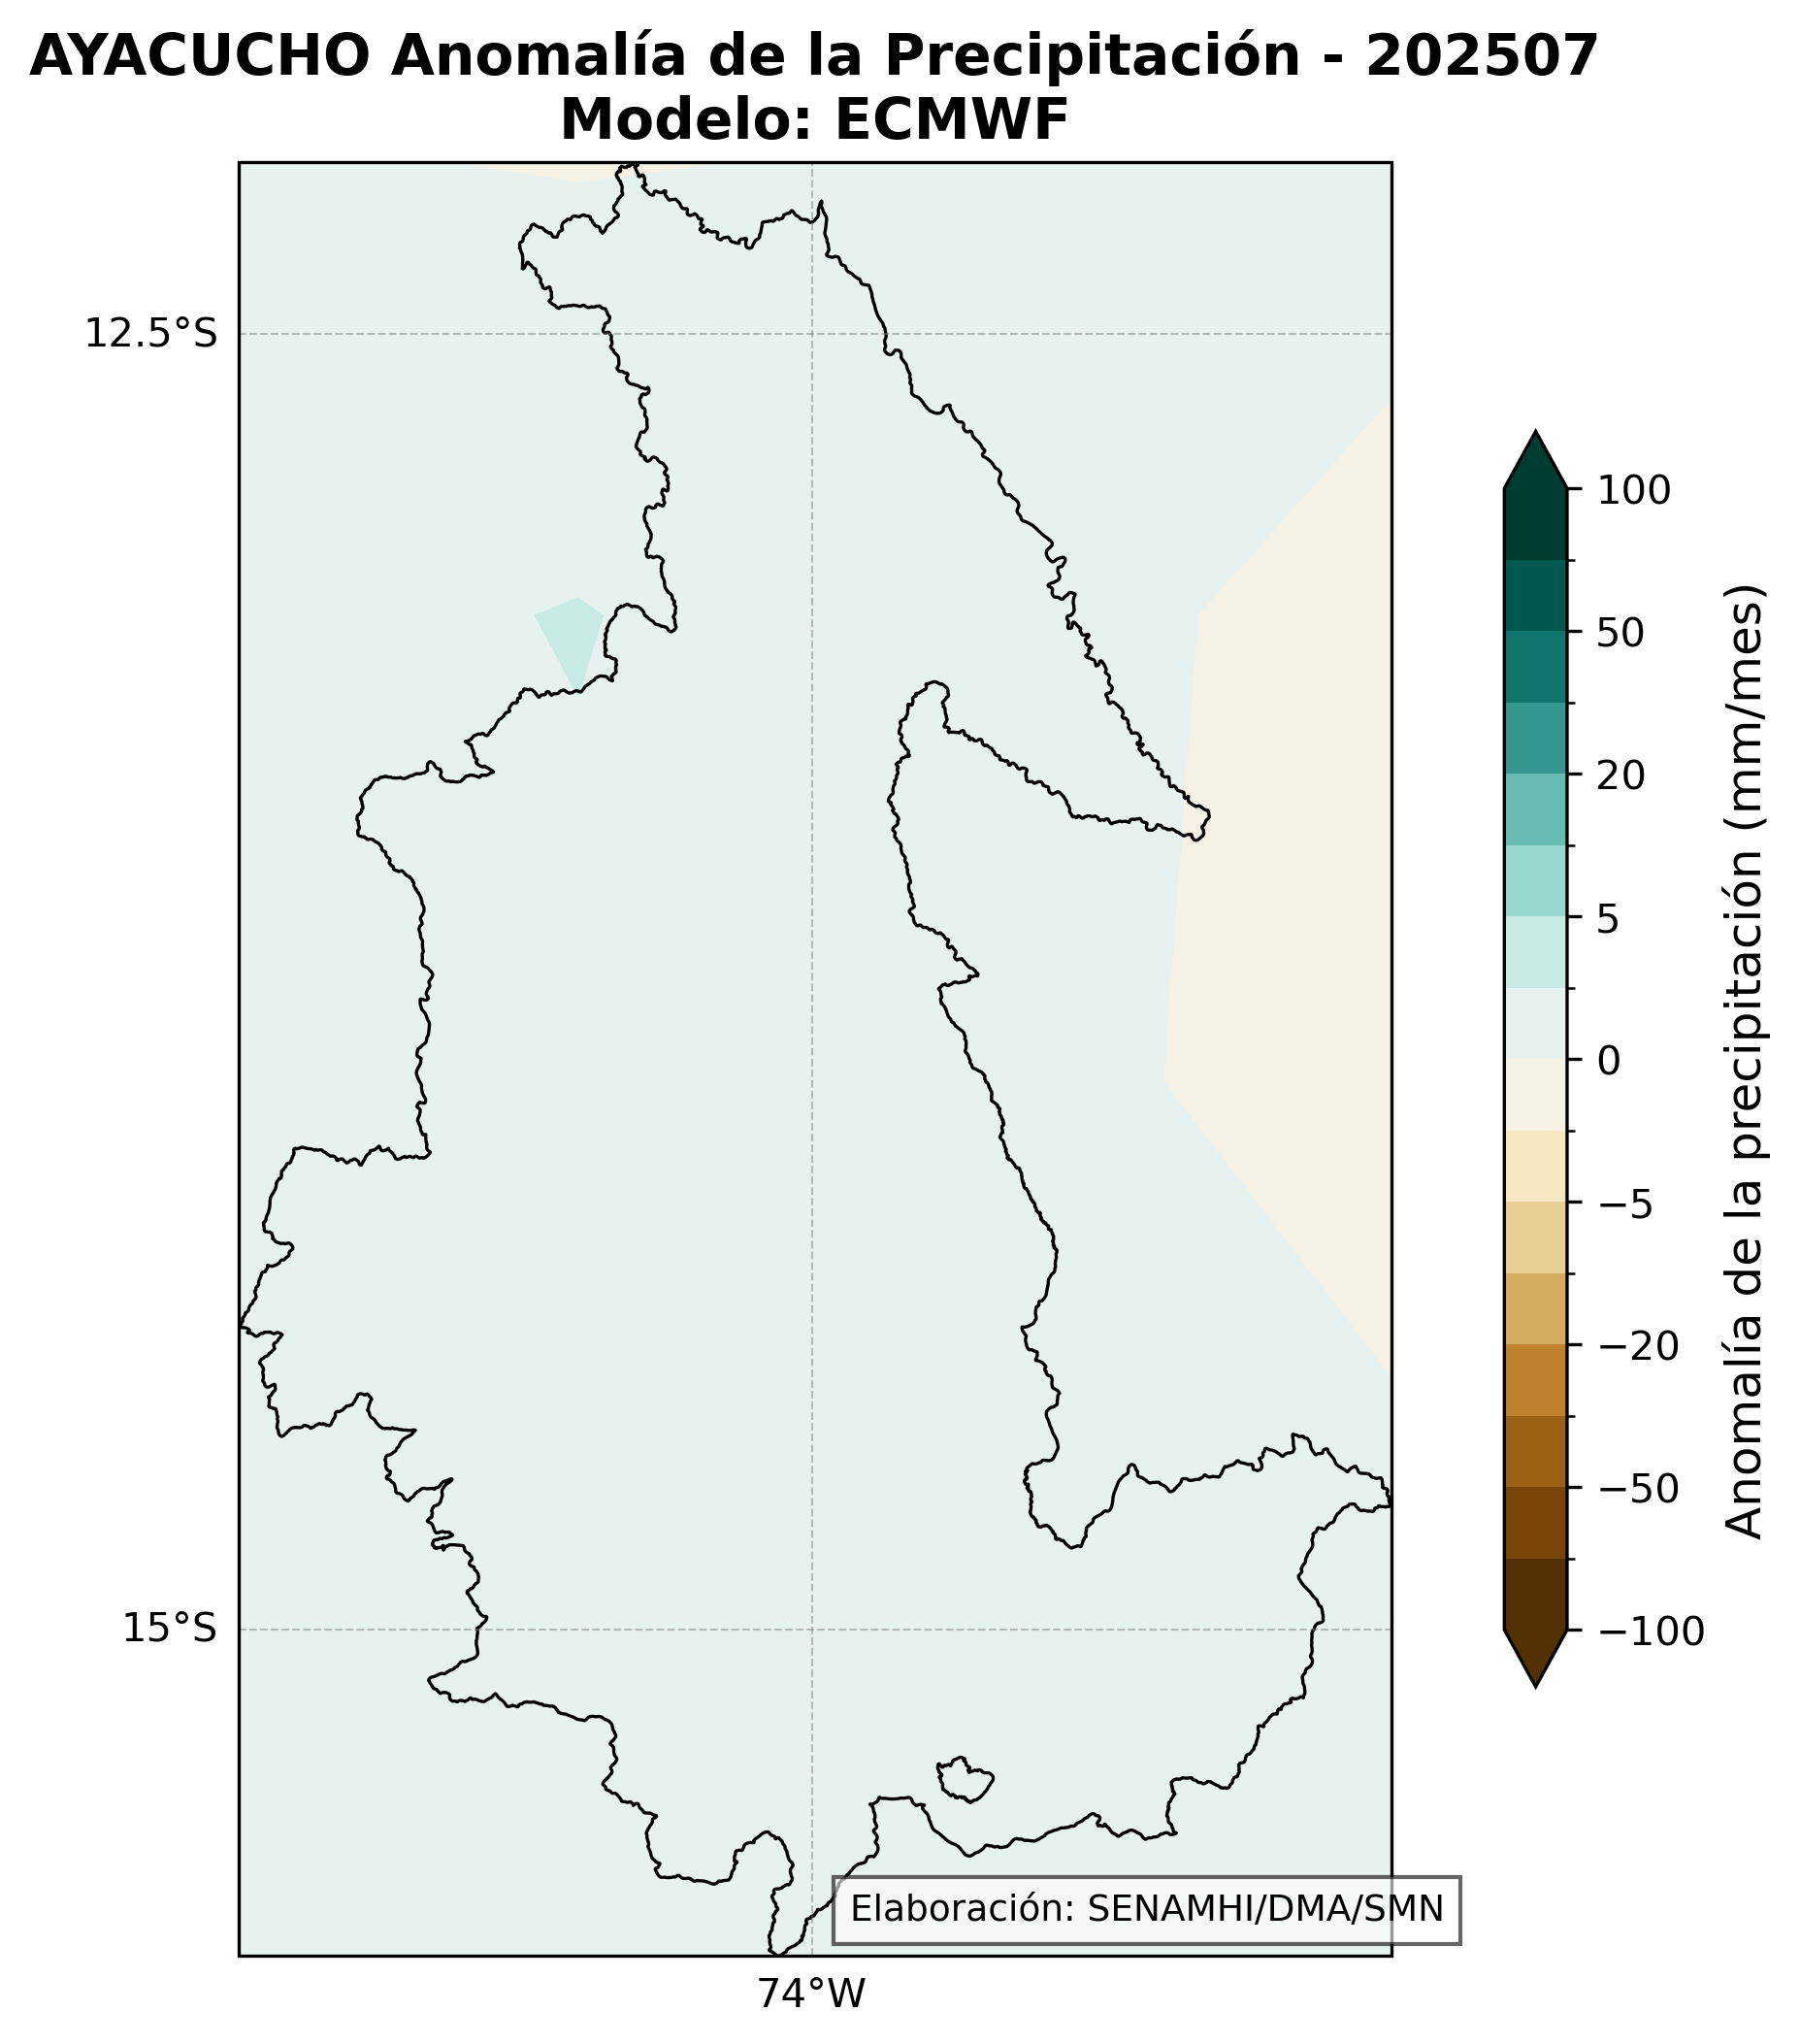 AYACUCHO Anomalía de la Precipitación - 202507
Modelo: ECMWF
12.5°S
15°S
74°W
100
50
20
5
0
−5
−20
−50
−100
Anomalía de la precipitación (mm/mes)
Elaboración: SENAMHI/DMA/SMN